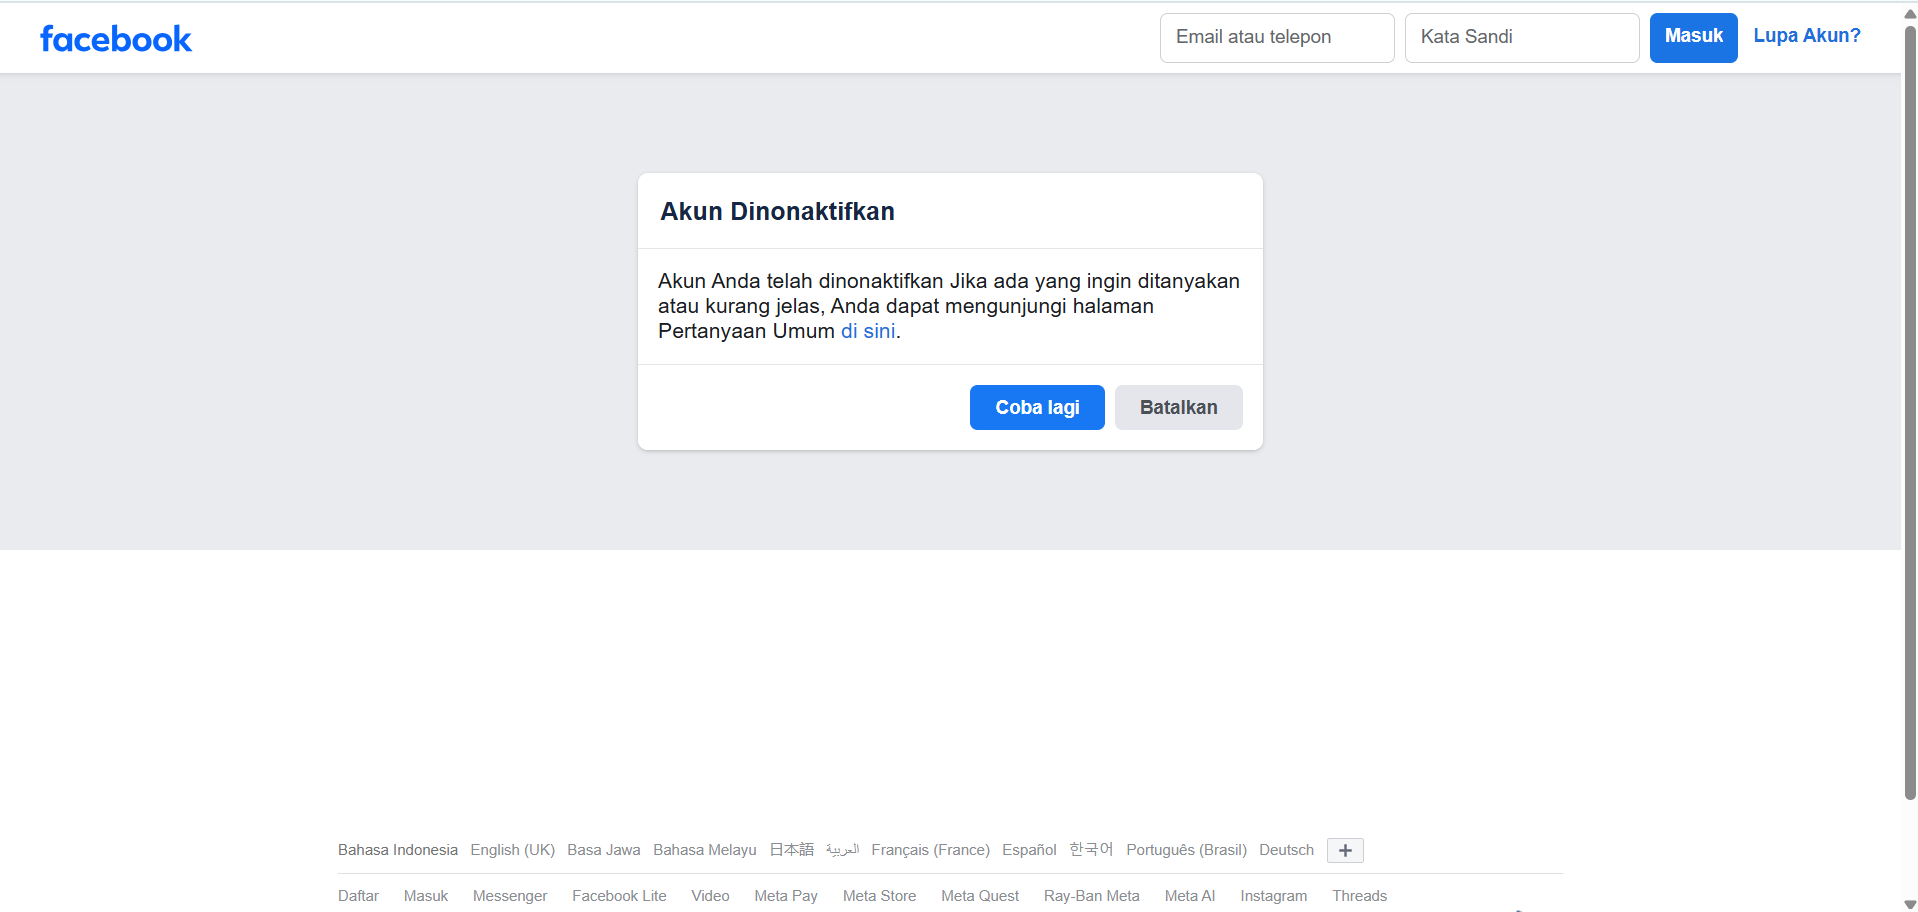 facebook
Email atau telepon
Kata Sandi
Masuk
Lupa Akun?
Akun Dinonaktifkan
Akun Anda telah dinonaktifkan Jika ada yang ingin ditanyakan
atau kurang jelas, Anda dapat mengunjungi halaman
Pertanyaan Umum di sini.
Coba lagi
Batalkan
Bahasa Indonesia English (UK) Basa Jawa Bahasa Melayu 日本語 العربية Français (France) Español 한국어 Português (Brasil) Deutsch
Daftar Masuk Messenger Facebook Lite Video Meta Pay Meta Store Meta Quest Ray-Ban Meta Meta AI Instagram Threads